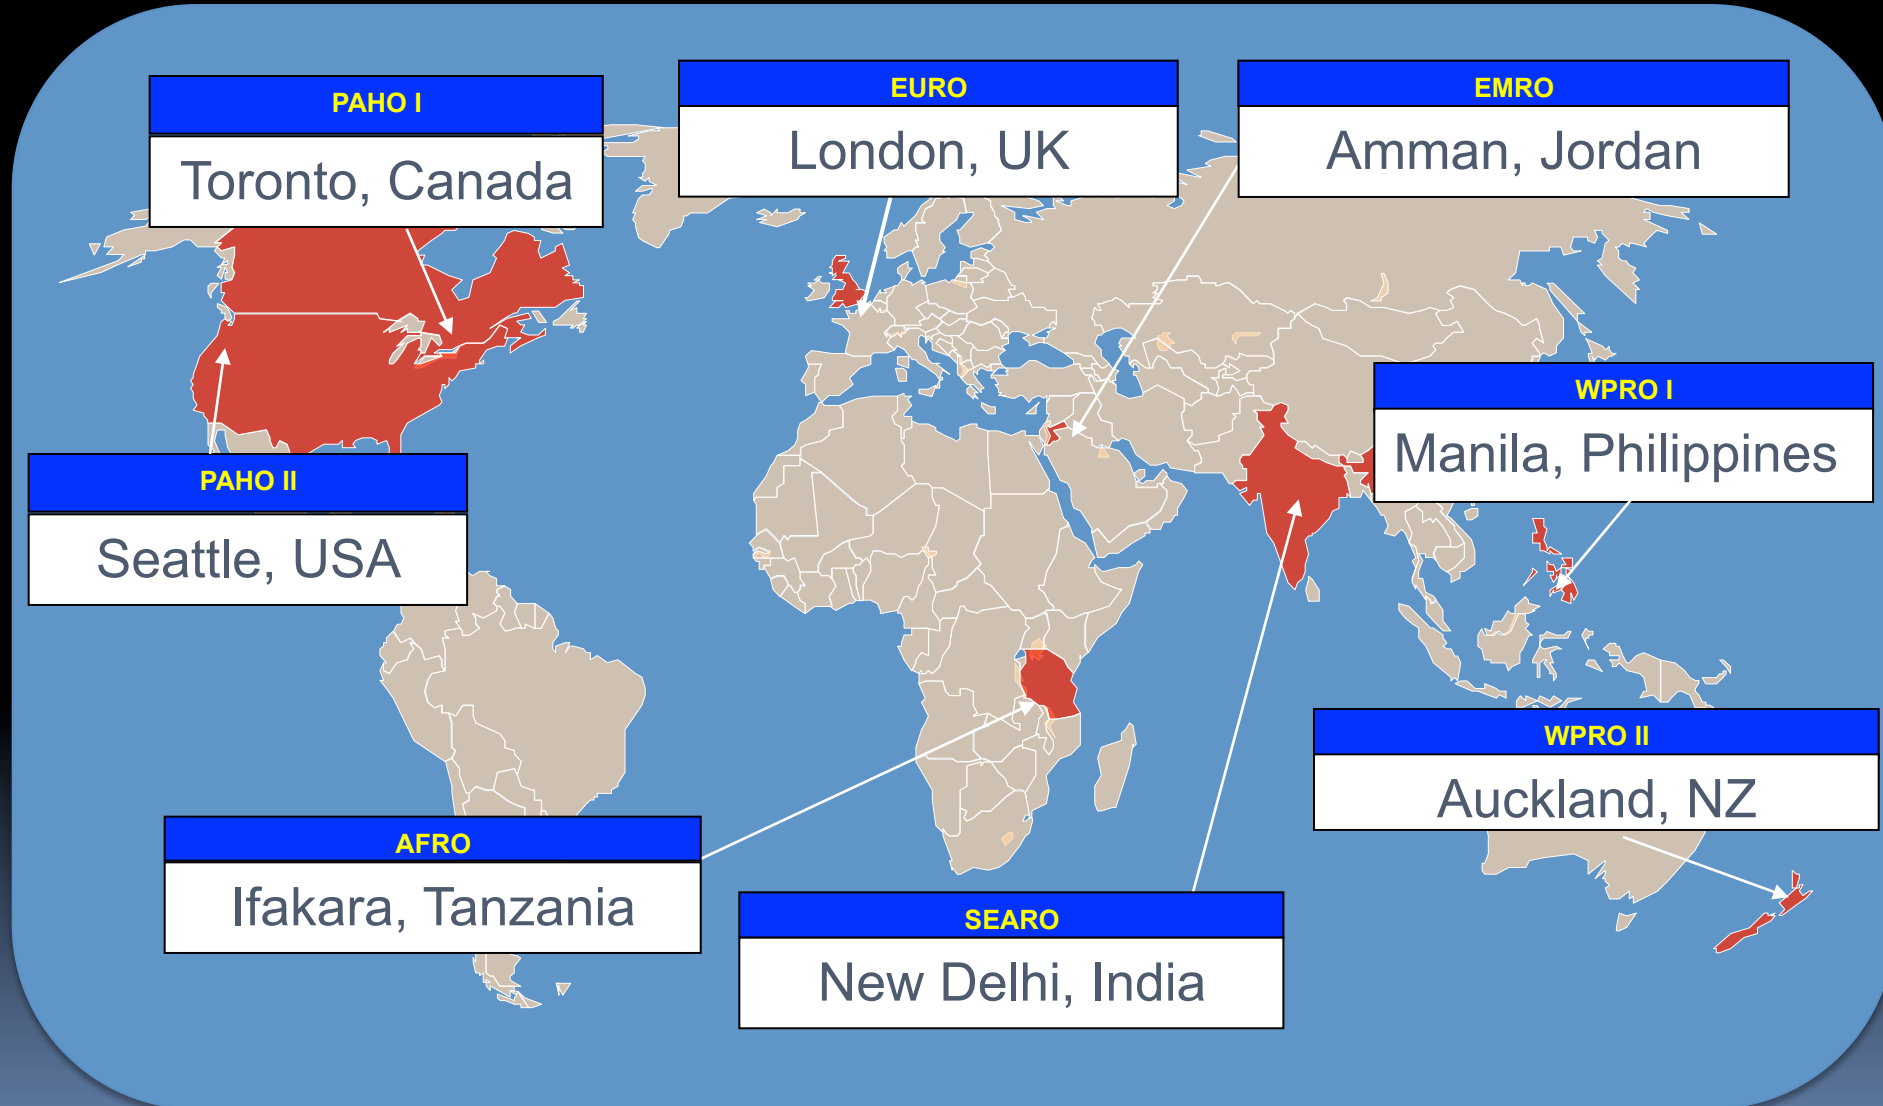 PAHO I
Toronto, Canada
EURO
London, UK
EMRO
Amman, Jordan
WPRO I
Manila, Philippines
PAHO II
Seattle, USA
WPRO II
Auckland, NZ
AFRO
Ifakara, Tanzania
SEARO
New Delhi, India